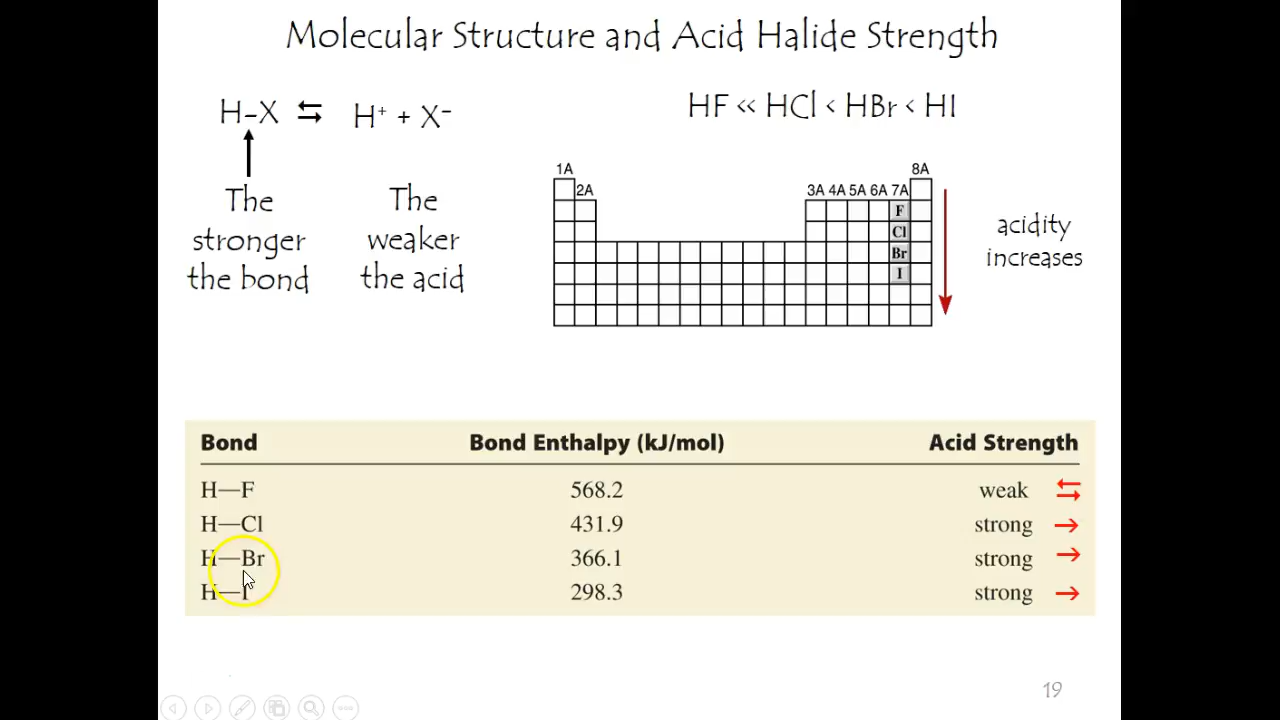 Molecular Structure and Acid Halide Strength
H-X ⇆ H⁺ + X⁻
HF << HCl < HBr < HI
The stronger the bond
The weaker the acid
1A
8A
2A
3A 4A 5A 6A 7A
F
Cl
Br
I
acidity
increases
Bond Bond Enthalpy (kJ/mol) Acid Strength
H—F 568.2 weak ⇆
H—Cl 431.9 strong →
H—Br 366.1 strong →
H—I 298.3 strong →
19